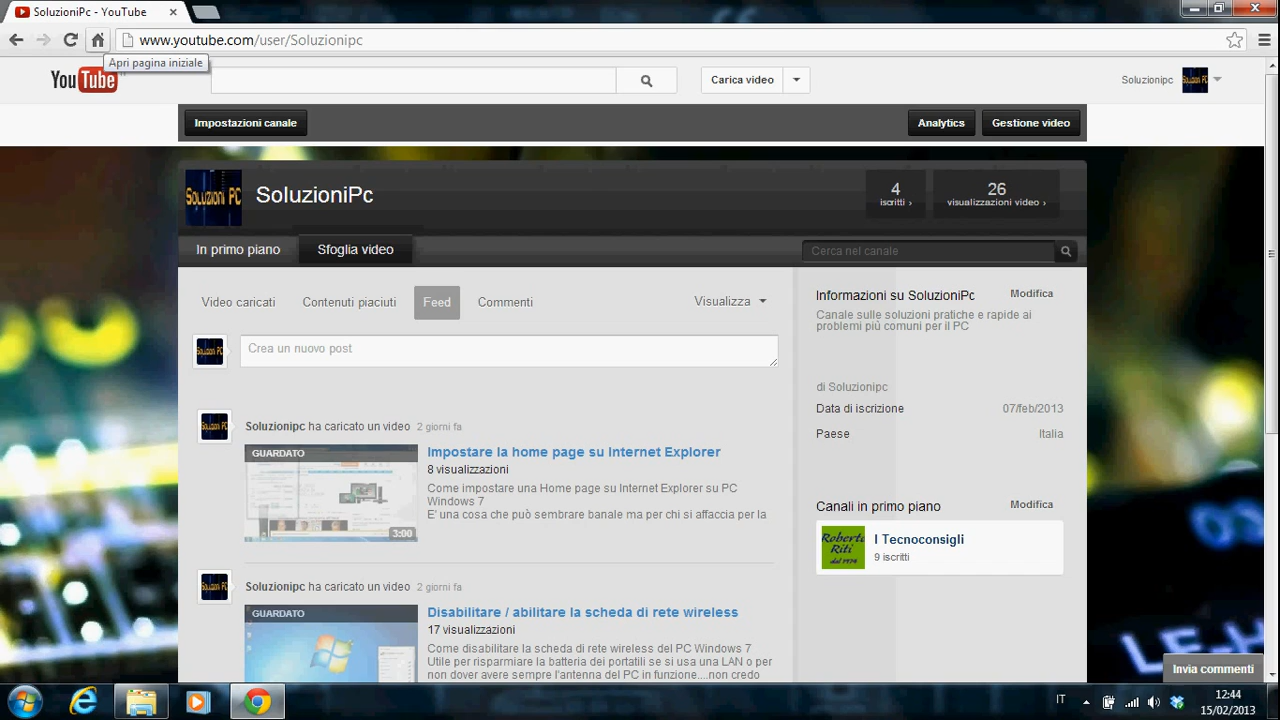 SoluzioniPc - YouTube
www.youtube.com/user/Soluzionipc
Apri pagina iniziale
YouTube
Carica video
Soluzionipc
Impostazioni canale
Analytics
Gestione video
SOLUZIONI PC
SoluzioniPc
4
iscritti ›
26
visualizzazioni video ›
In primo piano
Sfoglia video
Cerca nel canale
Video caricati
Contenuti piaciuti
Feed
Commenti
Visualizza
Crea un nuovo post
Soluzionipc ha caricato un video 2 giorni fa
GUARDATO
3:00
Impostare la home page su Internet Explorer
8 visualizzazioni
Come impostare una Home page su Internet Explorer su PC
Windows 7
E' una cosa che può sembrare banale ma per chi si affaccia per la
Soluzionipc ha caricato un video 2 giorni fa
GUARDATO
Disabilitare / abilitare la scheda di rete wireless
17 visualizzazioni
Come disabilitare la scheda di rete wireless del PC Windows 7
Utile per risparmiare la batteria dei portatili se si usa una LAN o per
non dover avere sempre l'antenna del PC in funzione....non credo
Informazioni su SoluzioniPc
Modifica
Canale sulle soluzioni pratiche e rapide ai
problemi più comuni per il PC
di Soluzionipc
Data di iscrizione
07/feb/2013
Paese
Italia
Canali in primo piano
Modifica
Roberto
Riti
dal 1976
I Tecnoconsigli
9 iscritti
Invia commenti
IT
12:44
15/02/2013